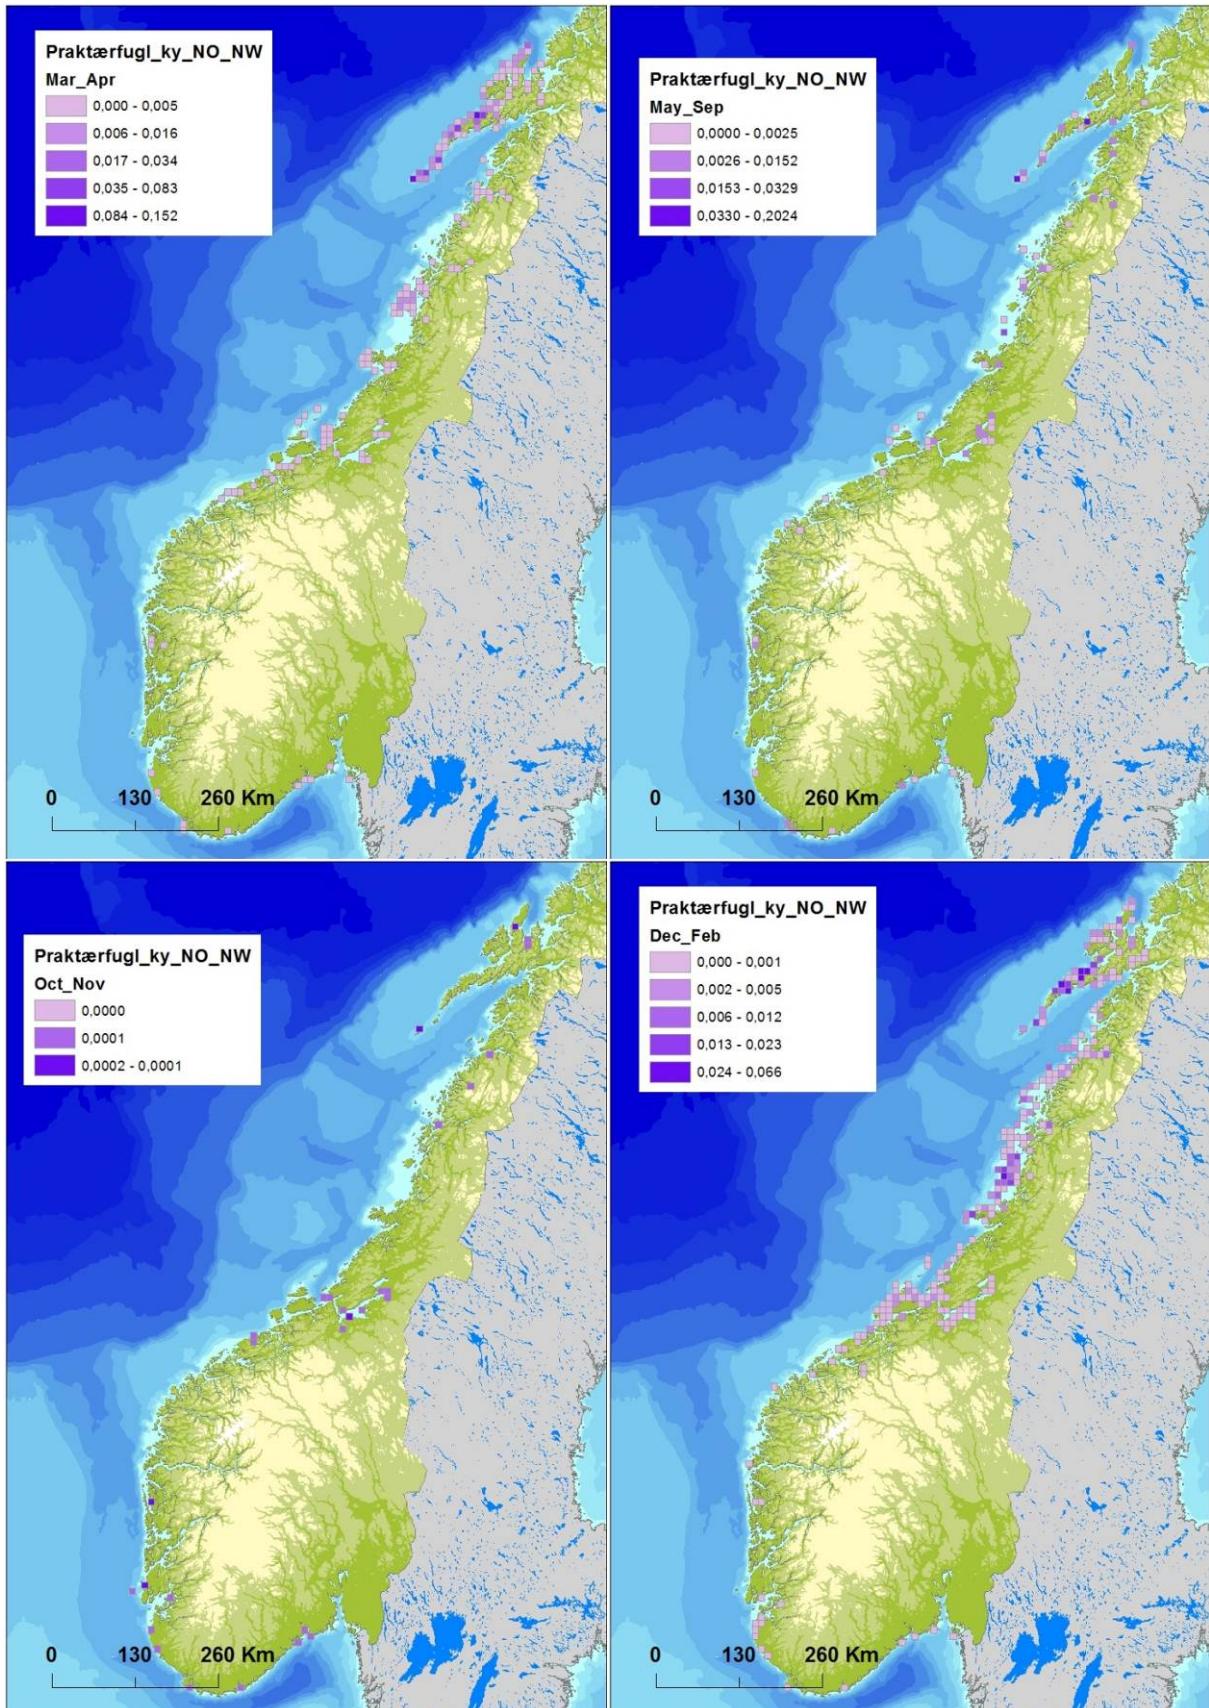 Praktærfugl_ky_NO_NW
Mar_Apr
0,000 - 0,005
0,006 - 0,016
0,017 - 0,034
0,035 - 0,083
0,084 - 0,152
0 130 260 Km
Praktærfugl_ky_NO_NW
May_Sep
0,0000 - 0,0025
0,0026 - 0,0152
0,0153 - 0,0329
0,0330 - 0,2024
0 130 260 Km
Praktærfugl_ky_NO_NW
Oct_Nov
0,0000
0,0001
0,0002 - 0,0001
0 130 260 Km
Praktærfugl_ky_NO_NW
Dec_Feb
0,000 - 0,001
0,002 - 0,005
0,006 - 0,012
0,013 - 0,023
0,024 - 0,066
0 130 260 Km